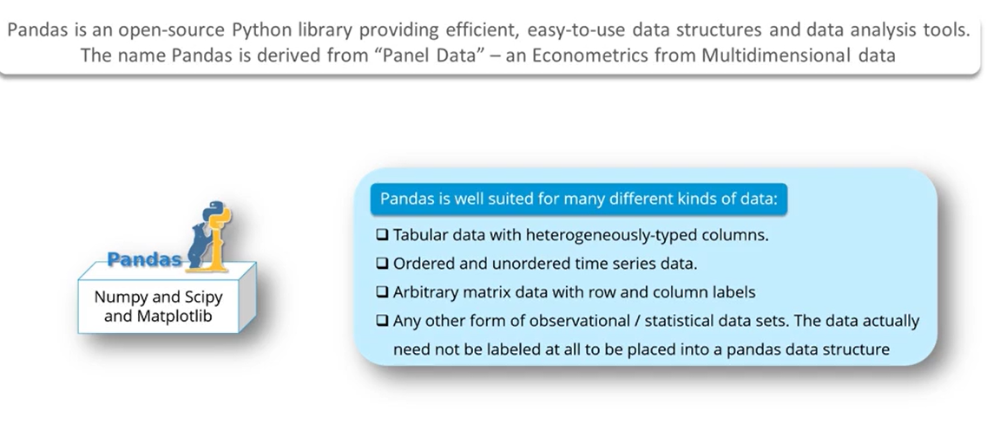 Pandas is an open-source Python library providing efficient, easy-to-use data structures and data analysis tools.
The name Pandas is derived from “Panel Data” – an Econometrics from Multidimensional data
Pandas is well suited for many different kinds of data:
❑ Tabular data with heterogeneously-typed columns.
❑ Ordered and unordered time series data.
❑ Arbitrary matrix data with row and column labels
❑ Any other form of observational / statistical data sets. The data actually
need not be labeled at all to be placed into a pandas data structure
Pandas
Numpy and Scipy
and Matplotlib